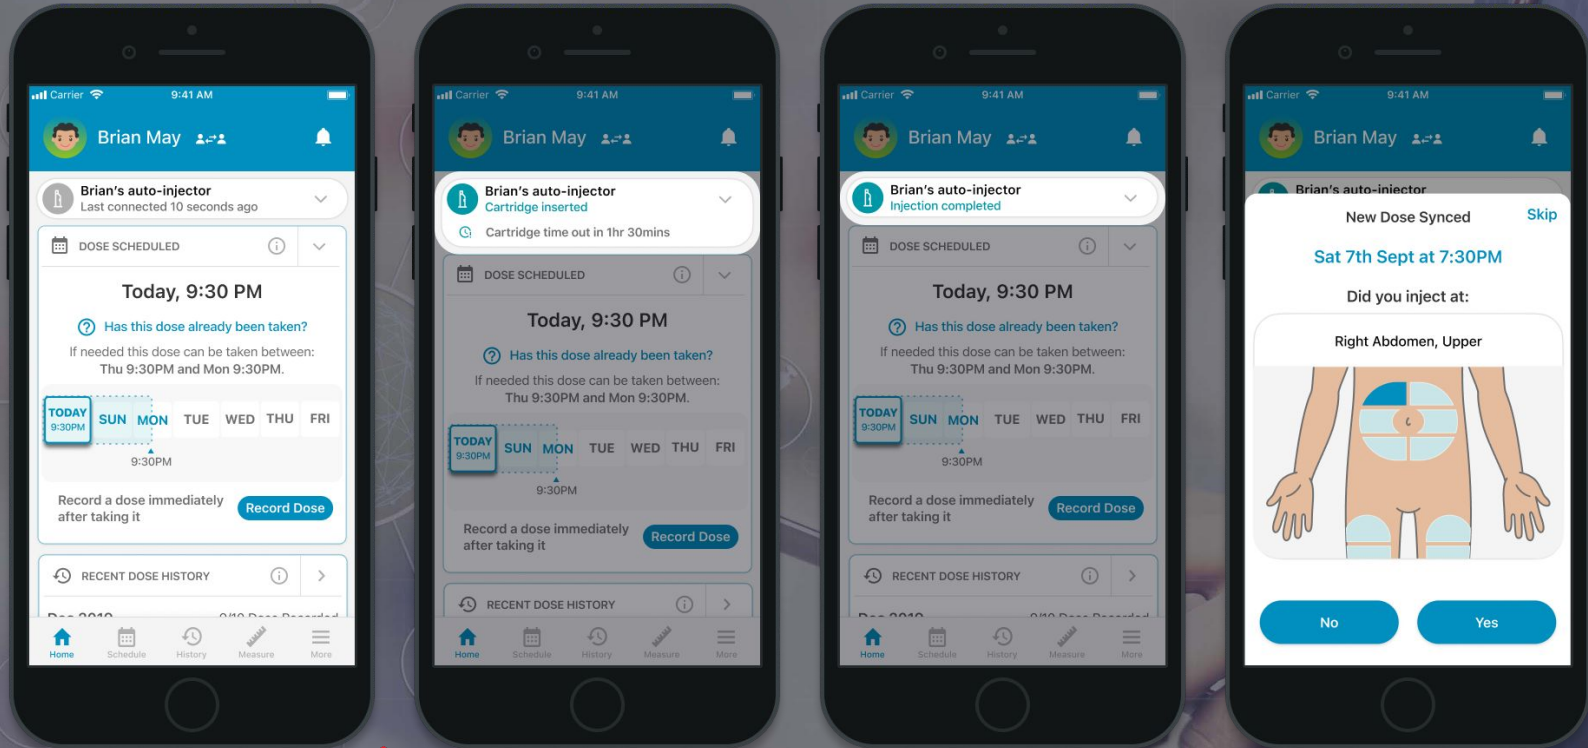 Carrier 9:41 AM
Brian May
Brian's auto-injector
Last connected 10 seconds ago
DOSE SCHEDULED
Today, 9:30 PM
Has this dose already been taken?
If needed this dose can be taken between:
Thu 9:30PM and Mon 9:30PM.
TODAY
9:30PM
SUN MON TUE WED THU FRI
9:30PM
Record a dose immediately
after taking it
Record Dose
RECENT DOSE HISTORY
Dec 2019 9/10 Dose Recorded
Home Schedule History Measure More
Carrier 9:41 AM
Brian May
Brian's auto-injector
Cartridge inserted
Cartridge time out in 1hr 30mins
DOSE SCHEDULED
Today, 9:30 PM
Has this dose already been taken?
If needed this dose can be taken between:
Thu 9:30PM and Mon 9:30PM.
TODAY
9:30PM
SUN MON TUE WED THU FRI
9:30PM
Record a dose immediately
after taking it
Record Dose
RECENT DOSE HISTORY
Home Schedule History Measure More
Carrier 9:41 AM
Brian May
Brian's auto-injector
Injection completed
DOSE SCHEDULED
Today, 9:30 PM
Has this dose already been taken?
If needed this dose can be taken between:
Thu 9:30PM and Mon 9:30PM.
TODAY
9:30PM
SUN MON TUE WED THU FRI
9:30PM
Record a dose immediately
after taking it
Record Dose
RECENT DOSE HISTORY
Dec 2019 9/10 Dose Recorded
Home Schedule History Measure More
Carrier 9:41 AM
Brian May
Brian's auto-injector
New Dose Synced
Skip
Sat 7th Sept at 7:30PM
Did you inject at:
Right Abdomen, Upper
No
Yes